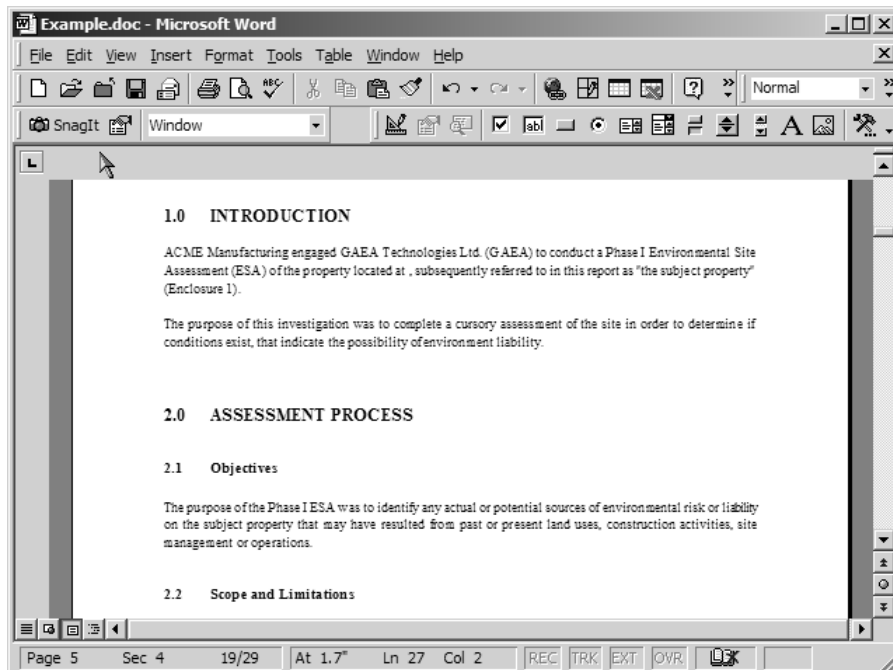 Example.doc - Microsoft Word
File Edit View Insert Format Tools Table Window Help
ABC
Normal
SnagIt Window
abl A
L
1.0 INTRODUCTION
ACME Manufacturing engaged GAEA Technologies Ltd. (GAEA) to conduct a Phase I Environmental Site
Assessment (ESA) of the property located at , subsequently referred to in this report as "the subject property"
(Enclosure 1).
The purpose of this investigation was to complete a cursory assessment of the site in order to determine if
conditions exist, that indicate the possibility of environment liability.
2.0 ASSESSMENT PROCESS
2.1 Objectives
The purpose of the Phase I ESA was to identify any actual or potential sources of environmental risk or liability
on the subject property that may have resulted from past or present land uses, construction activities, site
management or operations.
2.2 Scope and Limitations
Page 5 Sec 4 19/29 At 1.7" Ln 27 Col 2 REC TRK EXT OVR